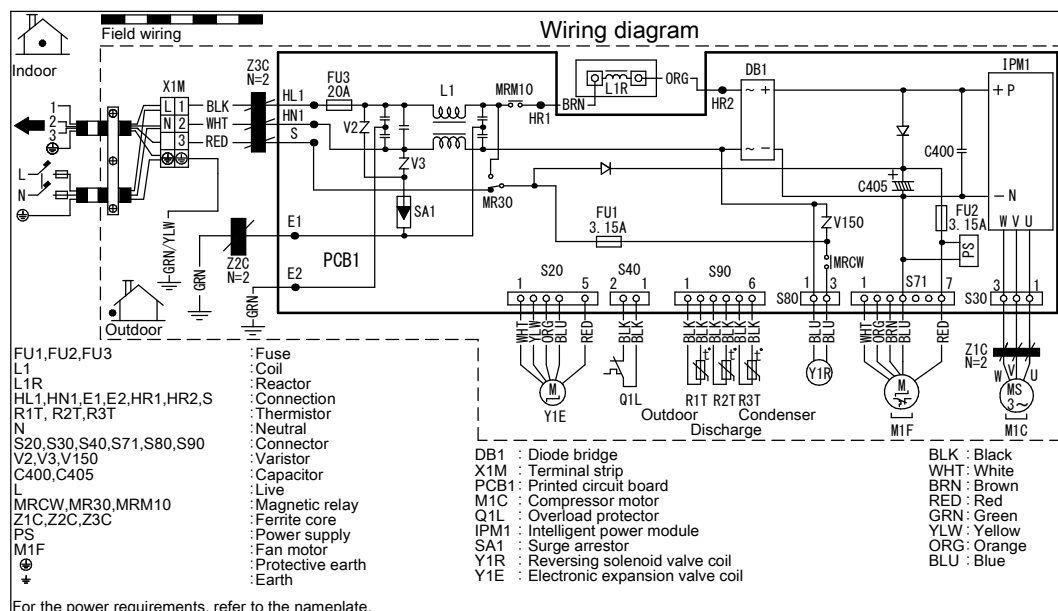 Wiring diagram
Field wiring
Indoor
1
2
3
L
N
X1M
L 1
N 2
3
BLK
WHT
RED
Z3C
N=2
GRN/YLW
GRN
Z2C
N=2
GRN
Outdoor
HL1
HN1
S
E1
E2
PCB1
FU3
20A
V2
V3
SA1
L1
MRM10
HR1
BRN
L1R
ORG
HR2
MR30
FU1
3.15A
DB1
~ +
~ −
V150
MRCW
C400
C405
+
FU2
3.15A
PS
IPM1
+P
−N
W V U
S20
1 5
WHT
YLW
ORG
BLU
RED
M
Y1E
S40
2 1
BLK
BLK
Q1L
S90
1 6
BLK
BLK
BLK
BLK
BLK
BLK
t°
t°
t°
R1T R2T R3T
Outdoor Condenser
Discharge
S80
1 3
BLU
BLU
Y1R
S71
1 7
WHT
ORG
BRN
BLU
RED
M
M1F
S30
3 1
Z1C
N=2
W V U
MS
3~
M1C
FU1,FU2,FU3 : Fuse
L1 : Coil
L1R : Reactor
HL1,HN1,E1,E2,HR1,HR2,S : Connection
R1T, R2T,R3T : Thermistor
N : Neutral
S20,S30,S40,S71,S80,S90 : Connector
V2,V3,V150 : Varistor
C400,C405 : Capacitor
L : Live
MRCW,MR30,MRM10 : Magnetic relay
Z1C,Z2C,Z3C : Ferrite core
PS : Power supply
M1F : Fan motor
: Protective earth
: Earth
DB1 : Diode bridge
X1M : Terminal strip
PCB1 : Printed circuit board
M1C : Compressor motor
Q1L : Overload protector
IPM1 : Intelligent power module
SA1 : Surge arrestor
Y1R : Reversing solenoid valve coil
Y1E : Electronic expansion valve coil
BLK : Black
WHT : White
BRN : Brown
RED : Red
GRN : Green
YLW : Yellow
ORG : Orange
BLU : Blue
For the power requirements, refer to the nameplate.